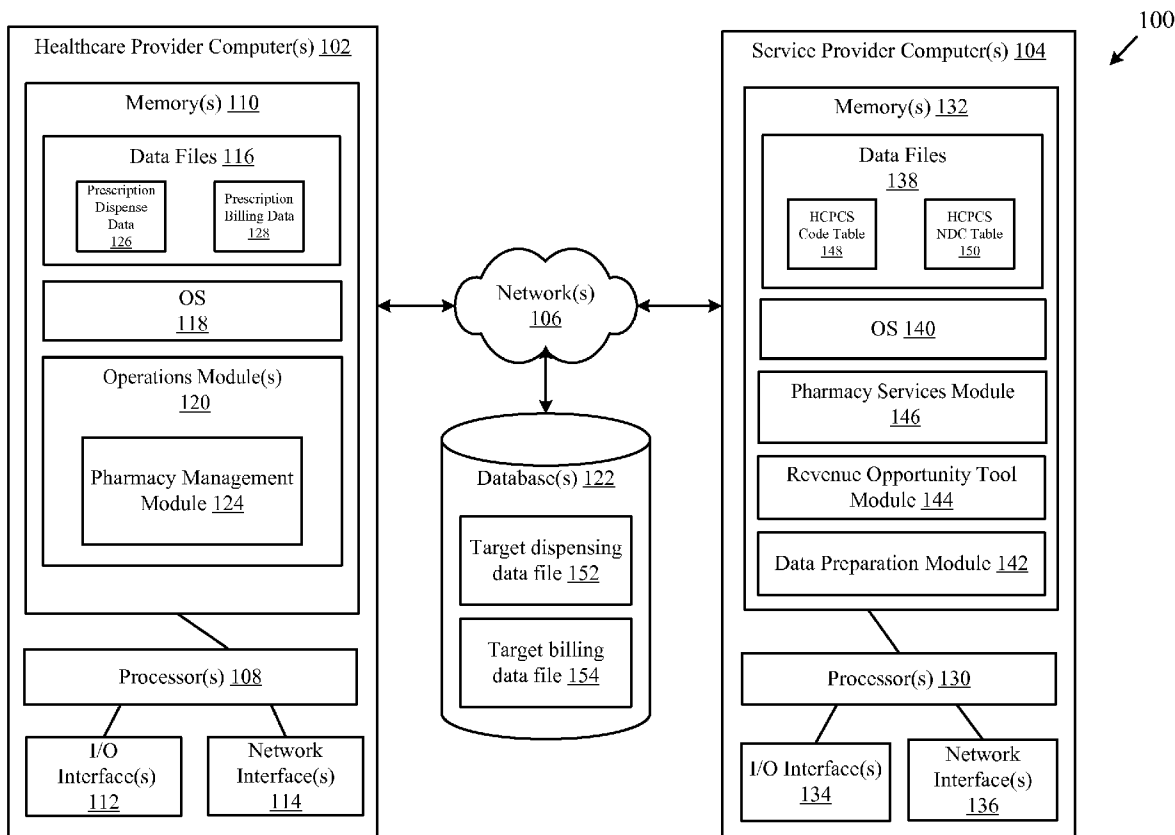 100
Healthcare Provider Computer(s) 102
Memory(s) 110
Data Files 116
Prescription
Dispense
Data
126
Prescription
Billing Data
128
OS
118
Operations Module(s)
120
Pharmacy Management
Module 124
Processor(s) 108
I/O
Interface(s)
112
Network
Interface(s)
114
Network(s)
106
Database(s) 122
Target dispensing
data file 152
Target billing
data file 154
Service Provider Computer(s) 104
Memory(s) 132
Data Files
138
HCPCS
Code Table
148
HCPCS
NDC Table
150
OS 140
Pharmacy Services Module
146
Revenue Opportunity Tool
Module 144
Data Preparation Module 142
Processor(s) 130
I/O Interface(s)
134
Network
Interface(s)
136